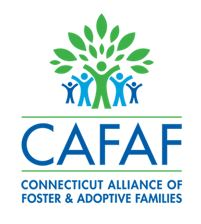 CAFAF
CONNECTICUT ALLIANCE OF
FOSTER & ADOPTIVE FAMILIES